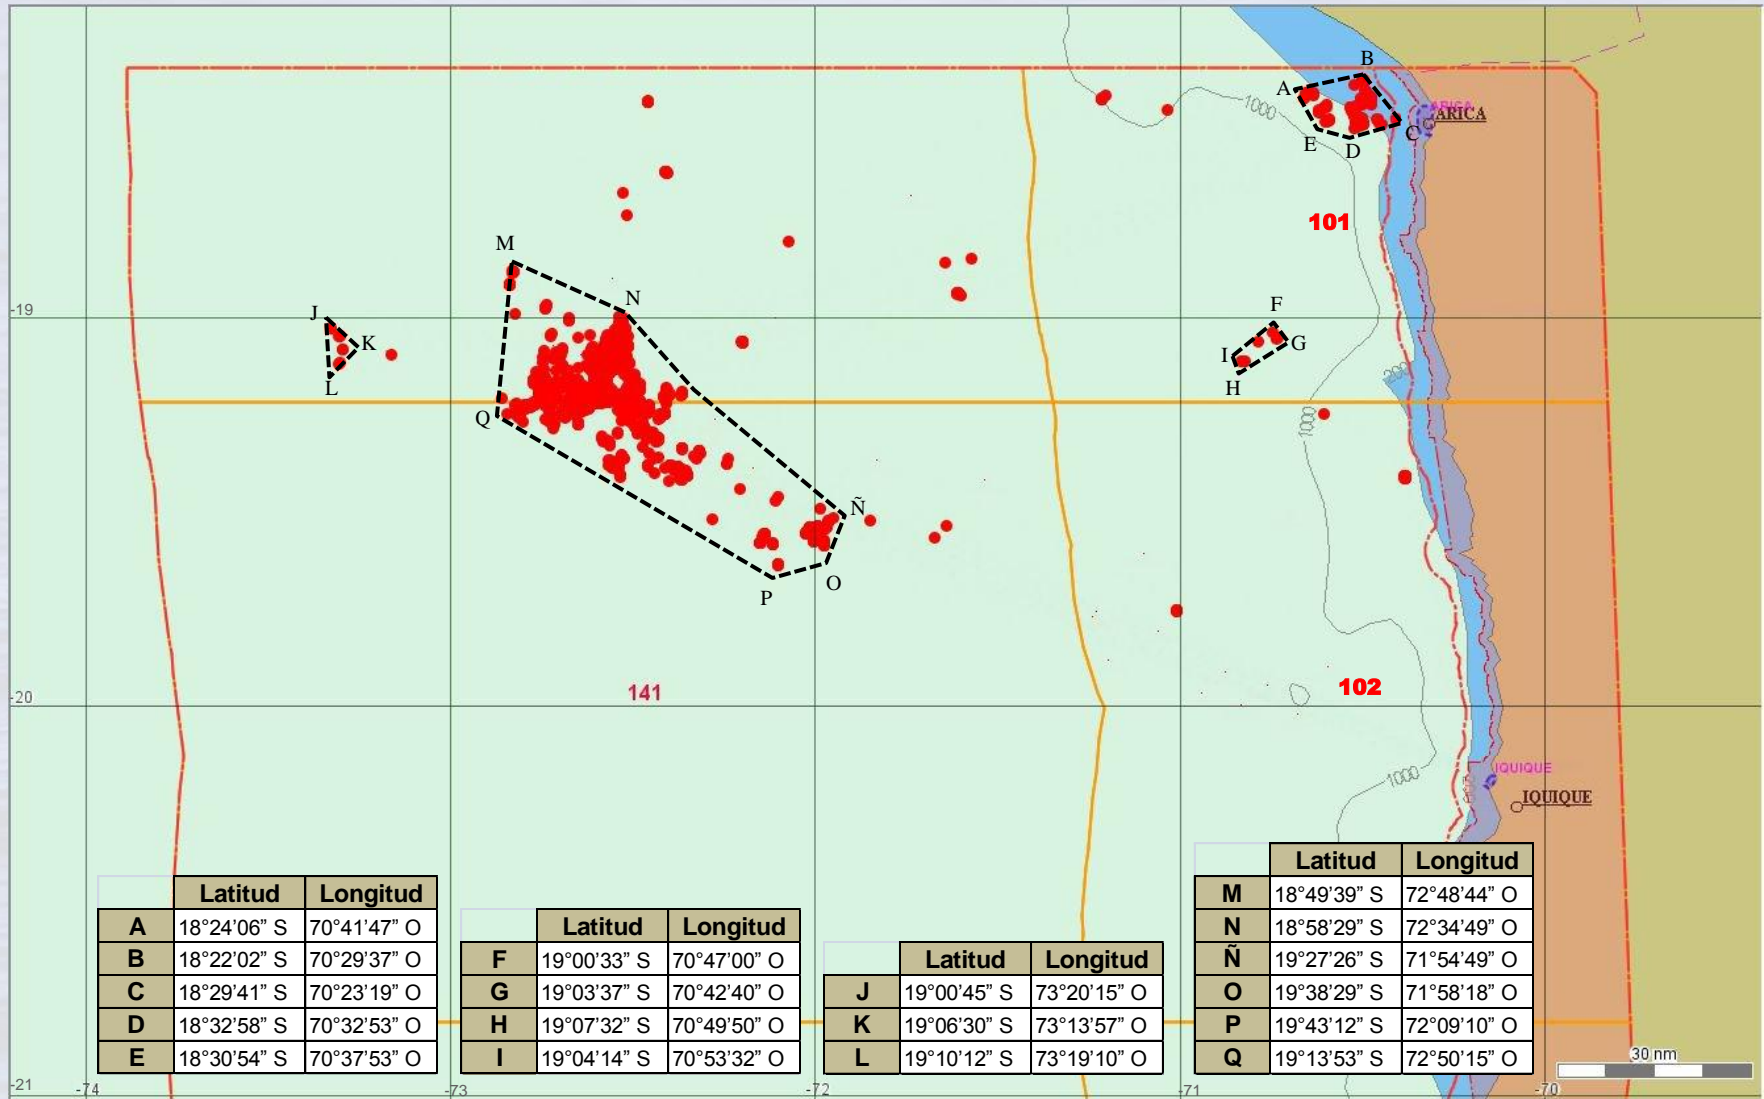 B
A
1000
ARICA
ARICA
C
E
D
101
M
-19
J
N
F
K
G
I
L
H
200
Q
1000
Ñ
O
P
141
102
-20
IQUIQUE
1000
IQUIQUE
Latitud Longitud
A 18°24’06” S 70°41’47” O
B 18°22’02” S 70°29’37” O
C 18°29’41” S 70°23’19” O
D 18°32’58” S 70°32’53” O
E 18°30’54” S 70°37’53” O
Latitud Longitud
F 19°00’33” S 70°47’00” O
G 19°03’37” S 70°42’40” O
H 19°07’32” S 70°49’50” O
I 19°04’14” S 70°53’32” O
Latitud Longitud
J 19°00’45” S 73°20’15” O
K 19°06’30” S 73°13’57” O
L 19°10’12” S 73°19’10” O
Latitud Longitud
M 18°49’39” S 72°48’44” O
N 18°58’29” S 72°34’49” O
Ñ 19°27’26” S 71°54’49” O
O 19°38’29” S 71°58’18” O
P 19°43’12” S 72°09’10” O
Q 19°13’53” S 72°50’15” O
30 nm
-21 -74 -73 -72 -71 -70